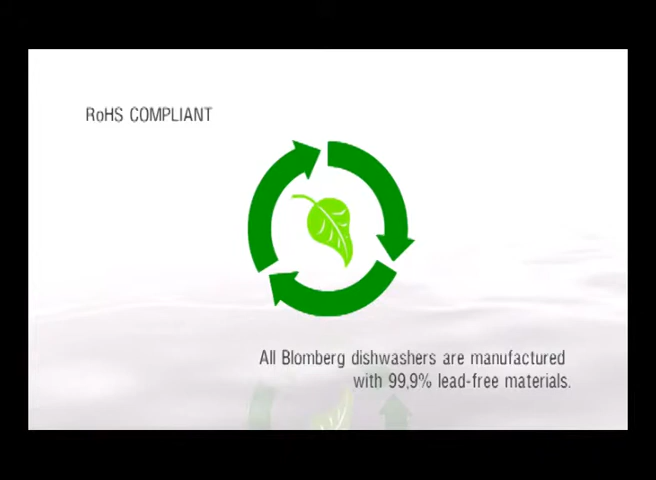 RoHS COMPLIANT
All Blomberg dishwashers are manufactured
with 99,9% lead-free materials.